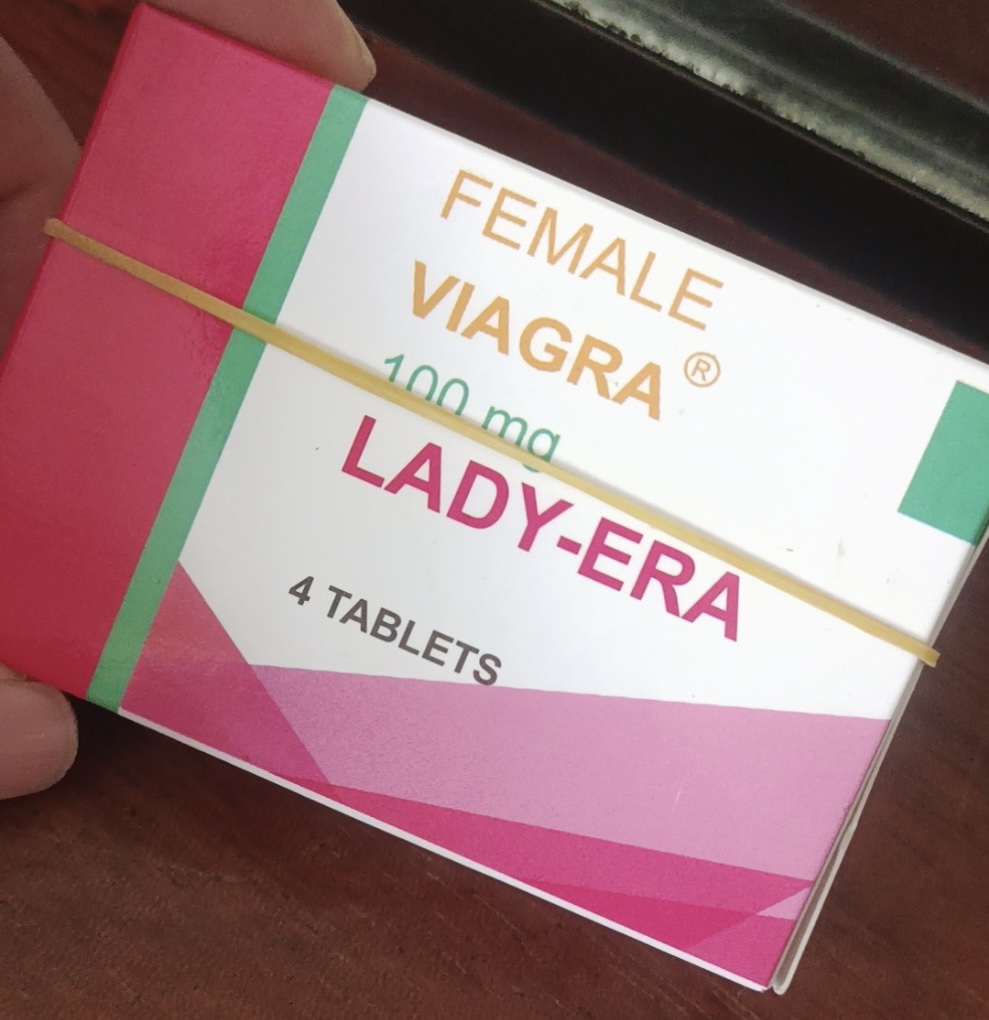 FEMALE
VIAGRA®
100 mg
LADY-ERA
4 TABLETS